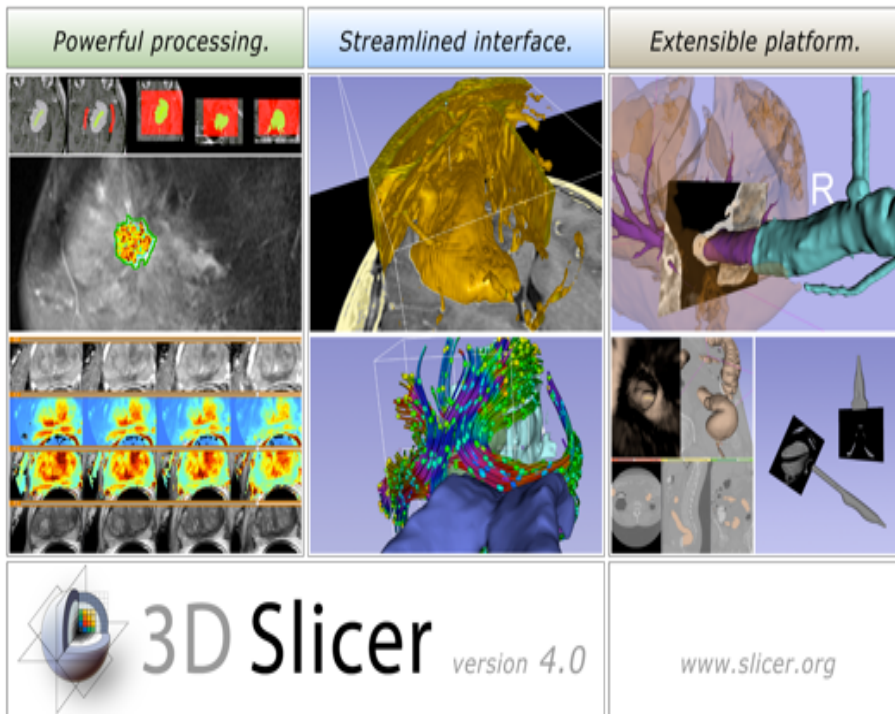 Powerful processing.
Streamlined interface.
Extensible platform.
R
3D Slicer version 4.0
www.slicer.org